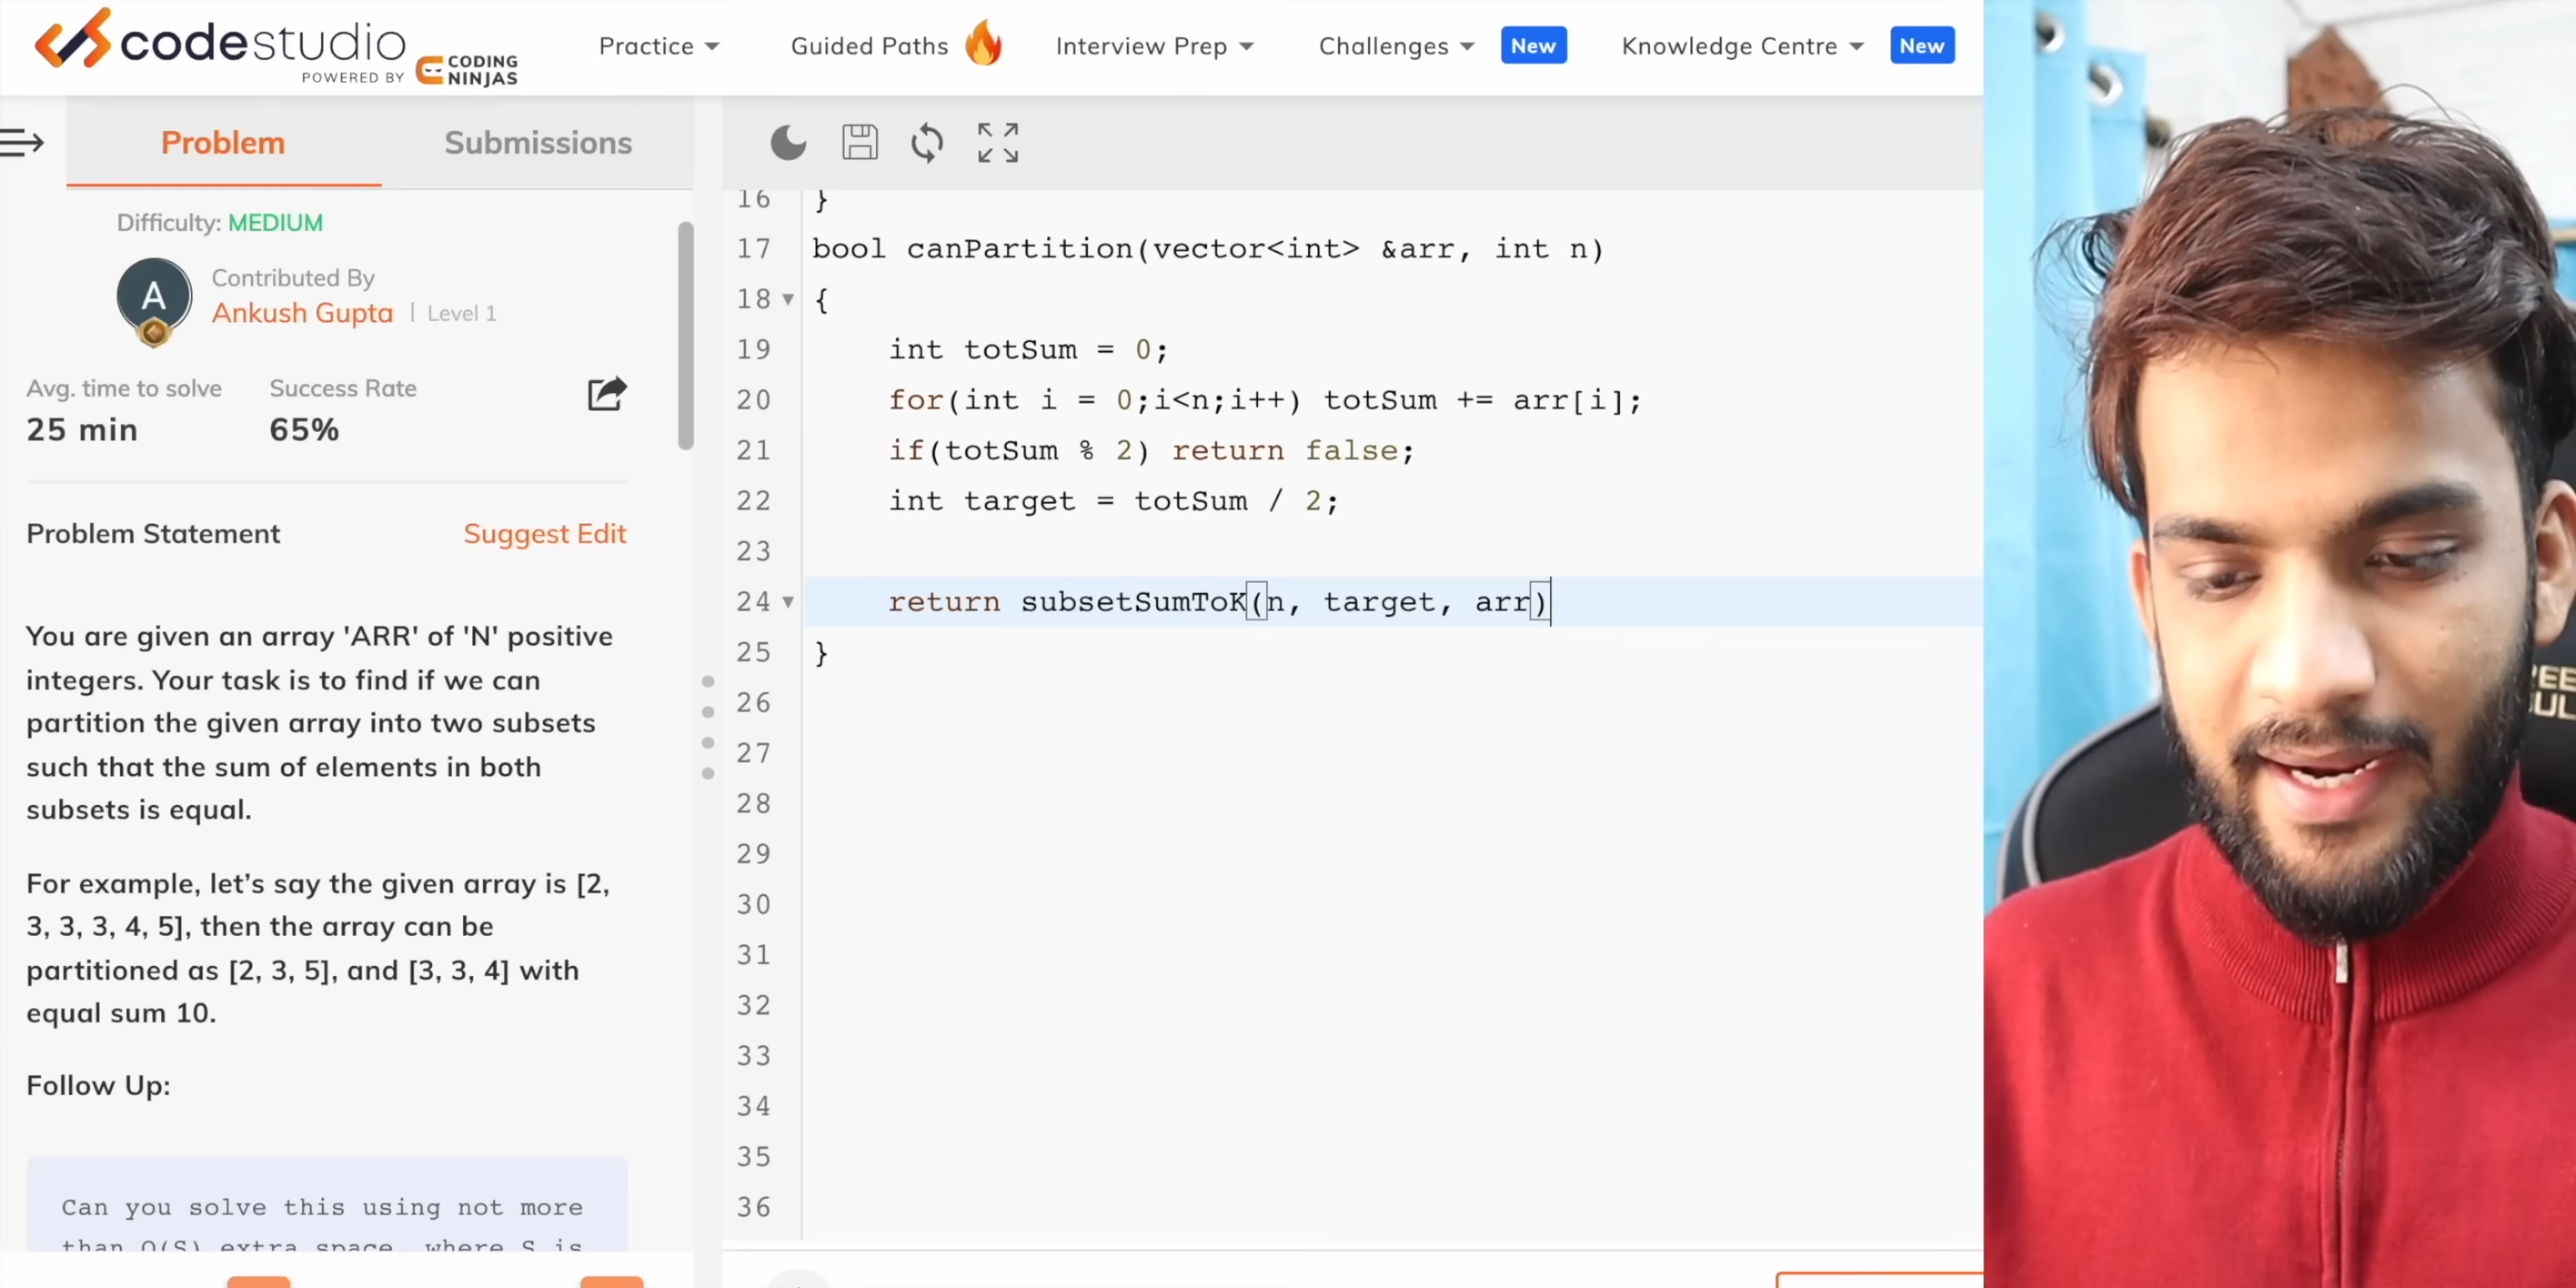 codestudio
POWERED BY CODING NINJAS
Practice
Guided Paths
Interview Prep
Challenges
New
Knowledge Centre
New
Problem
Submissions
Difficulty: MEDIUM
A
Contributed By
Ankush Gupta | Level 1
Avg. time to solve
25 min
Success Rate
65%
Problem Statement
Suggest Edit
You are given an array 'ARR' of 'N' positive
integers. Your task is to find if we can
partition the given array into two subsets
such that the sum of elements in both
subsets is equal.
For example, let’s say the given array is [2,
3, 3, 3, 4, 5], then the array can be
partitioned as [2, 3, 5], and [3, 3, 4] with
equal sum 10.
Follow Up:
Can you solve this using not more
than O(S) extra space, where S is
16 }
17 bool canPartition(vector<int> &arr, int n)
18 {
19 int totSum = 0;
20 for(int i = 0;i<n;i++) totSum += arr[i];
21 if(totSum % 2) return false;
22 int target = totSum / 2;
23
24 return subsetSumToK(n, target, arr)
25 }
26
27
28
29
30
31
32
33
34
35
36